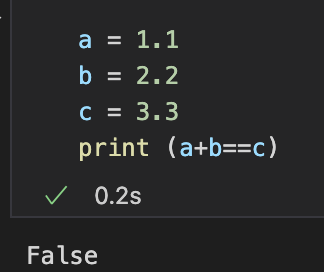 a = 1.1
b = 2.2
c = 3.3
print (a+b==c)
✓ 0.2s
False